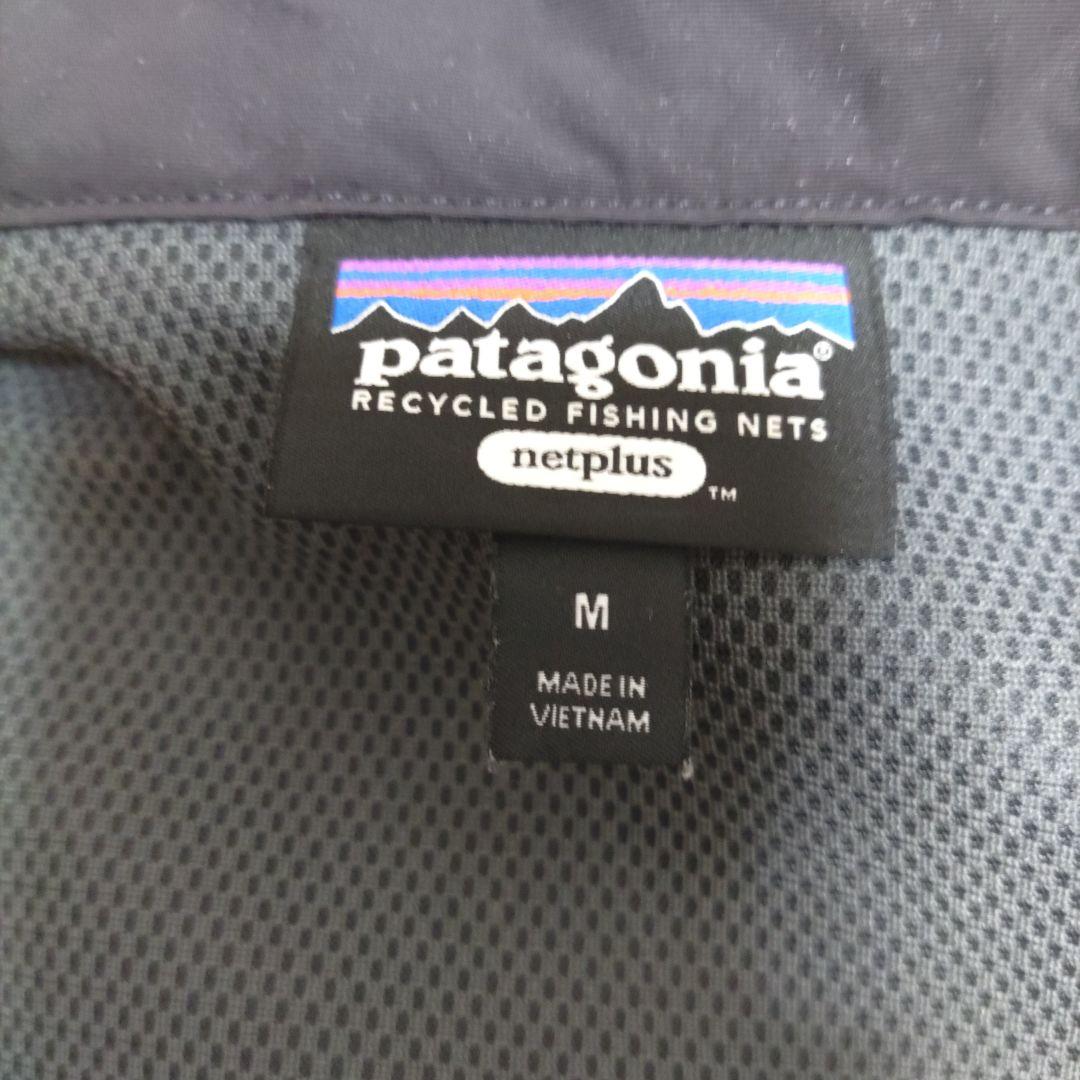 patagonia®
RECYCLED FISHING NETS
netplus
™
M
MADE IN
VIETNAM